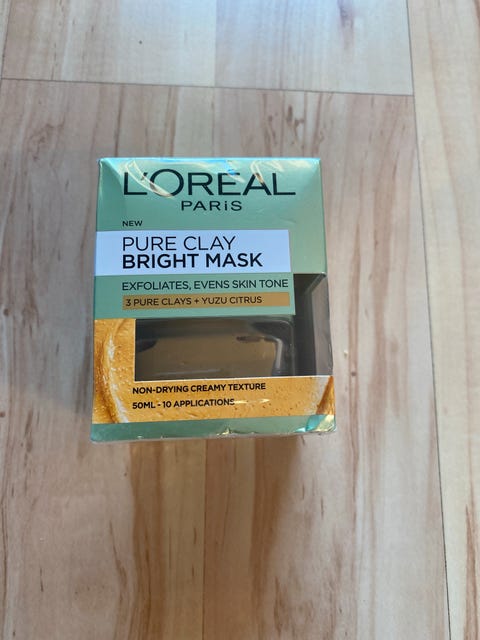 L'ORÉAL
PARiS
NEW
PURE CLAY
BRIGHT MASK
EXFOLIATES, EVENS SKIN TONE
3 PURE CLAYS + YUZU CITRUS
NON-DRYING CREAMY TEXTURE
50ML - 10 APPLICATIONS